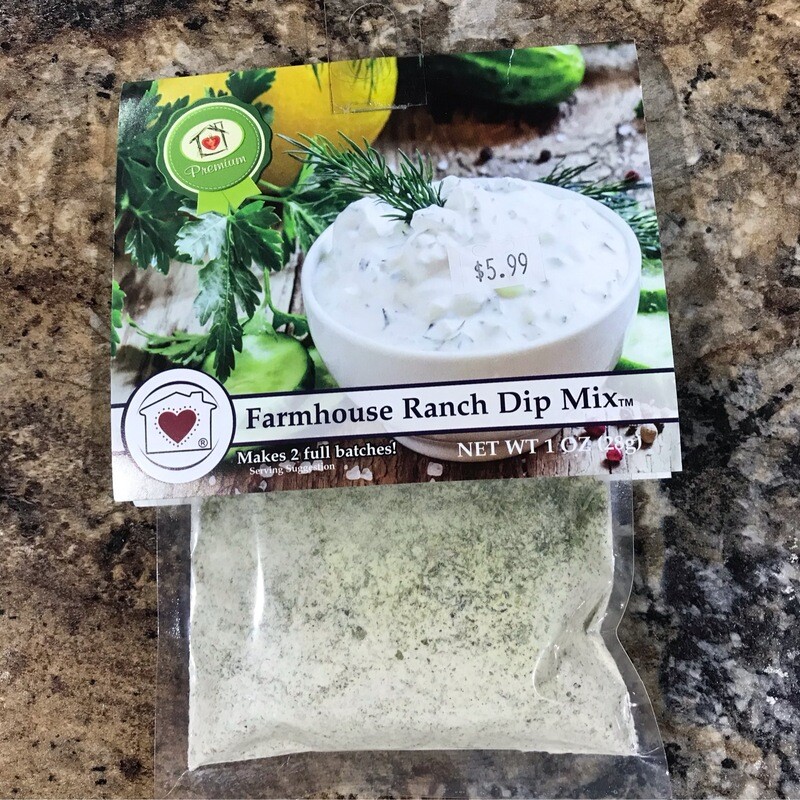 Premium
$5.99
Farmhouse Ranch Dip Mix™
®
Makes 2 full batches!
NET WT 1 OZ (28g)
Serving Suggestion